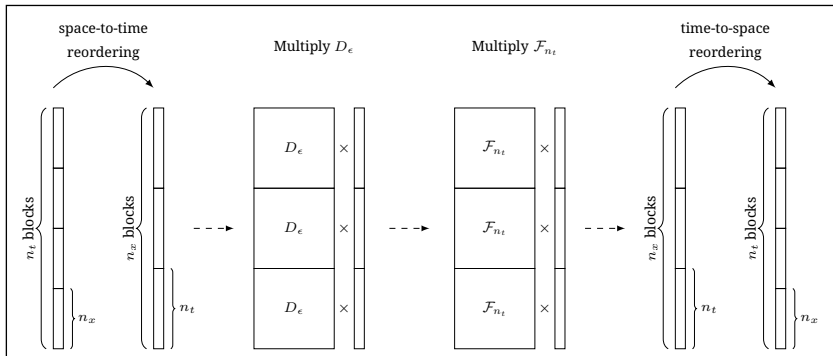 space-to-time
reordering
Multiply D_ϵ
Multiply ℱ_{n_t}
time-to-space
reordering
n_t blocks
n_x
n_x blocks
n_t
D_ϵ ×
D_ϵ ×
D_ϵ ×
ℱ_{n_t} ×
ℱ_{n_t} ×
ℱ_{n_t} ×
n_x blocks
n_t
n_t blocks
n_x